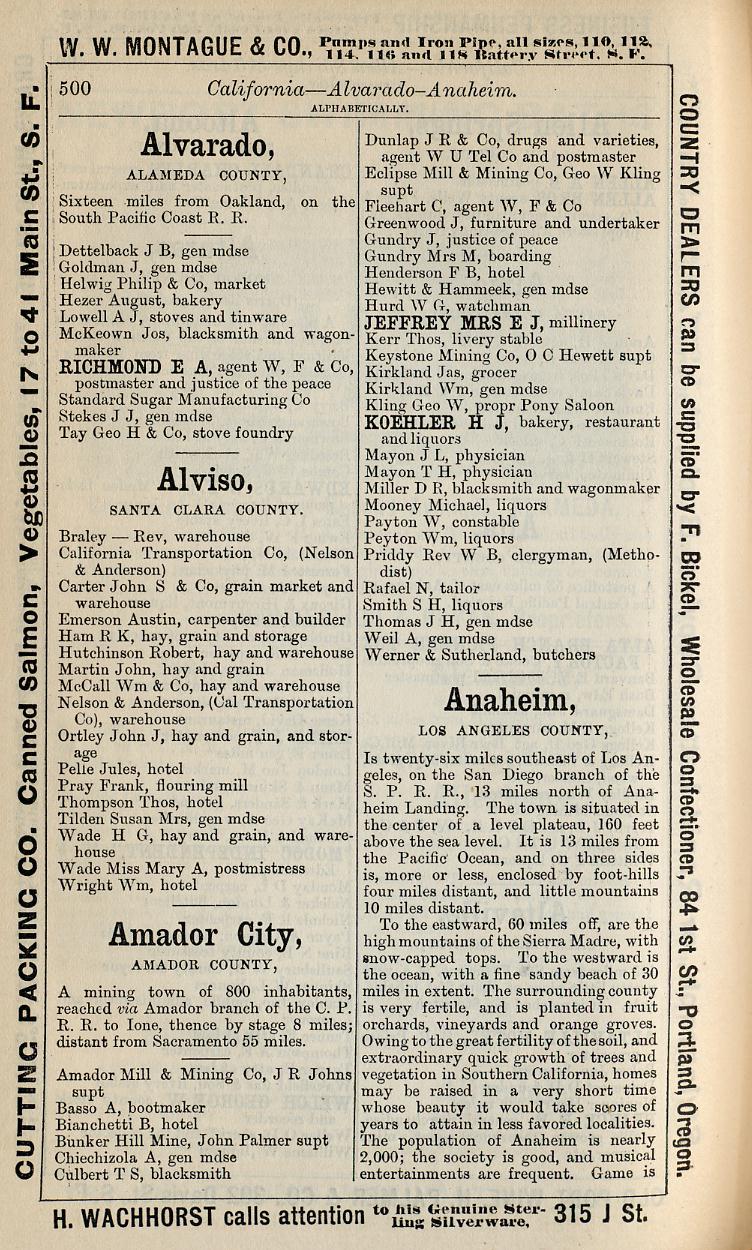 W. W. MONTAGUE & CO., Pumps and Iron Pipe, all sizes, 110, 112, 114, 116 and 118 Battery Street, S. F.
500 California—Alvarado–Anaheim.
ALPHABETICALLY.
CUTTING PACKING CO. Canned Salmon, Vegetables, 17 to 41 Main St., S. F.
Alvarado,
ALAMEDA COUNTY,
Sixteen miles from Oakland, on the
South Pacific Coast R. R.
Dettelback J B, gen mdse
Goldman J, gen mdse
Helwig Philip & Co, market
Hezer August, bakery
Lowell A J, stoves and tinware
McKeown Jos, blacksmith and wagon-
maker
RICHMOND E A, agent W, F & Co,
postmaster and justice of the peace
Standard Sugar Manufacturing Co
Stekes J J, gen mdse
Tay Geo H & Co, stove foundry
Alviso,
SANTA CLARA COUNTY.
Braley — Rev, warehouse
California Transportation Co, (Nelson
& Anderson)
Carter John S & Co, grain market and
warehouse
Emerson Austin, carpenter and builder
Ham R K, hay, grain and storage
Hutchinson Robert, hay and warehouse
Martin John, hay and grain
McCall Wm & Co, hay and warehouse
Nelson & Anderson, (Cal Transportation
Co), warehouse
Ortley John J, hay and grain, and stor-
age
Pelle Jules, hotel
Pray Frank, flouring mill
Thompson Thos, hotel
Tilden Susan Mrs, gen mdse
Wade H G, hay and grain, and ware-
house
Wade Miss Mary A, postmistress
Wright Wm, hotel
Amador City,
AMADOR COUNTY,
A mining town of 800 inhabitants,
reached via Amador branch of the C. P.
R. R. to Ione, thence by stage 8 miles;
distant from Sacramento 55 miles.
Amador Mill & Mining Co, J R Johns
supt
Basso A, bootmaker
Bianchetti B, hotel
Bunker Hill Mine, John Palmer supt
Chiechizola A, gen mdse
Culbert T S, blacksmith
Dunlap J R & Co, drugs and varieties,
agent W U Tel Co and postmaster
Eclipse Mill & Mining Co, Geo W Kling
supt
Fleehart C, agent W, F & Co
Greenwood J, furniture and undertaker
Gundry J, justice of peace
Gundry Mrs M, boarding
Henderson F B, hotel
Hewitt & Hammeek, gen mdse
Hurd W G, watchman
JEFFREY MRS E J, millinery
Kerr Thos, livery stable
Keystone Mining Co, O C Hewett supt
Kirkland Jas, grocer
Kirkland Wm, gen mdse
Kling Geo W, propr Pony Saloon
KOEHLER H J, bakery, restaurant
and liquors
Mayon J L, physician
Mayon T H, physician
Miller D R, blacksmith and wagonmaker
Mooney Michael, liquors
Payton W, constable
Peyton Wm, liquors
Priddy Rev W B, clergyman, (Metho-
dist)
Rafael N, tailor
Smith S H, liquors
Thomas J H, gen mdse
Weil A, gen mdse
Werner & Sutherland, butchers
Anaheim,
LOS ANGELES COUNTY,
Is twenty-six miles southeast of Los An-
geles, on the San Diego branch of the
S. P. R. R., 13 miles north of Ana-
heim Landing. The town is situated in
the center of a level plateau, 160 feet
above the sea level. It is 13 miles from
the Pacific Ocean, and on three sides
is, more or less, enclosed by foot-hills
four miles distant, and little mountains
10 miles distant.
To the eastward, 60 miles off, are the
high mountains of the Sierra Madre, with
snow-capped tops. To the westward is
the ocean, with a fine sandy beach of 30
miles in extent. The surrounding county
is very fertile, and is planted in fruit
orchards, vineyards and orange groves.
Owing to the great fertility of the soil, and
extraordinary quick growth of trees and
vegetation in Southern California, homes
may be raised in a very short time
whose beauty it would take scores of
years to attain in less favored localities.
The population of Anaheim is nearly
2,000; the society is good, and musical
entertainments are frequent. Game is
COUNTRY DEALERS can be supplied by F. Bickel, Wholesale Confectioner, 84 1st St., Portland, Oregon.
H. WACHHORST calls attention to his Genuine Ster-ling Silverware, 315 J St.